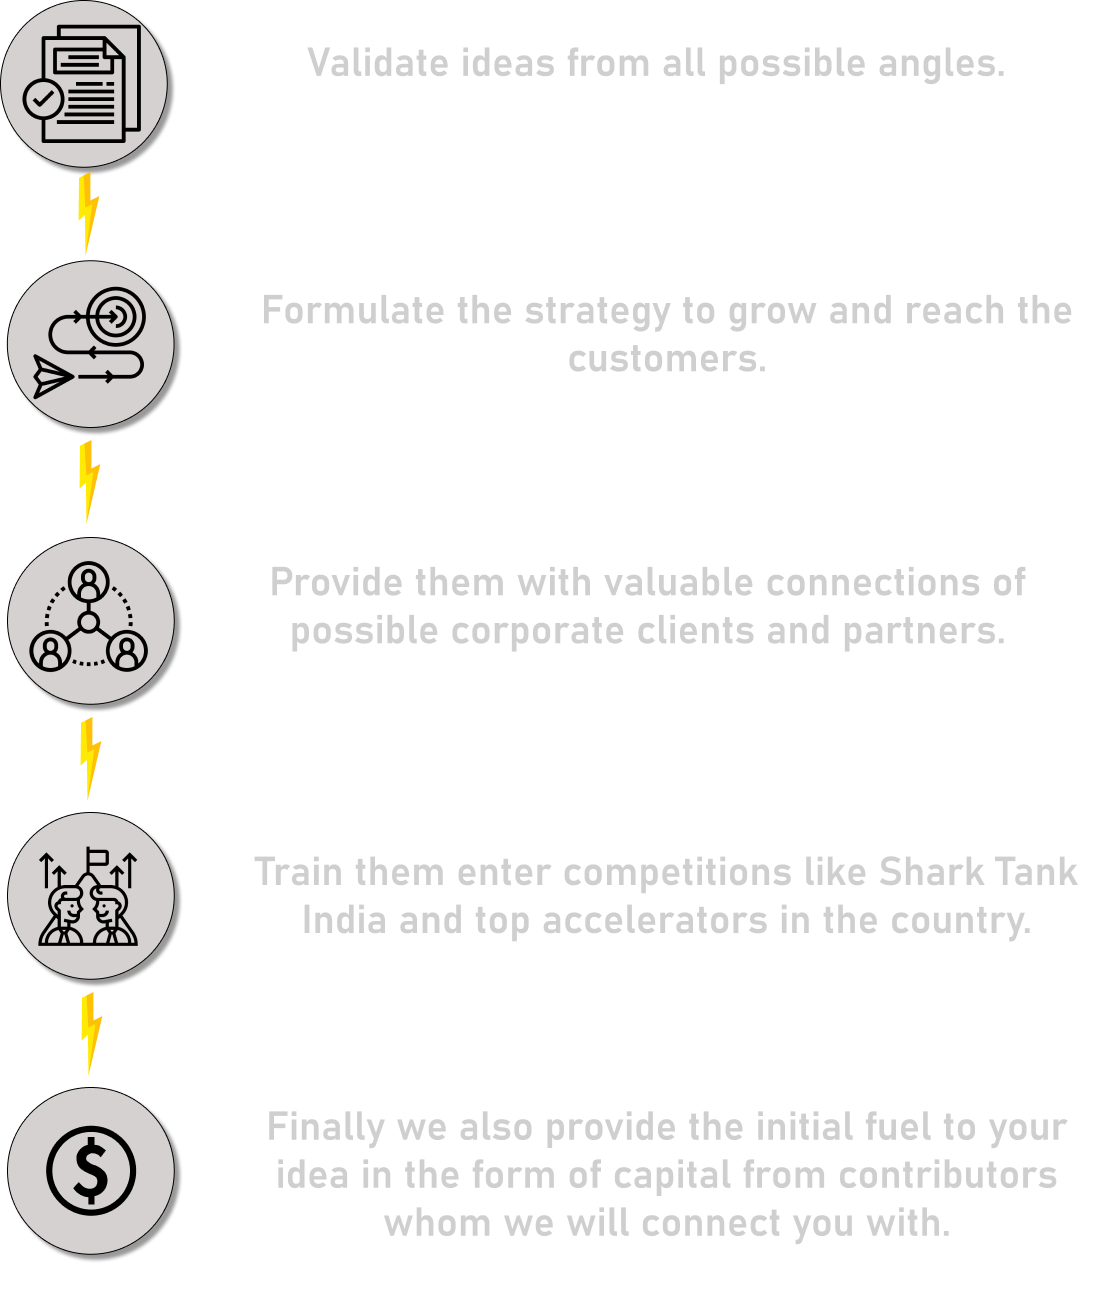 Validate ideas from all possible angles.
Formulate the strategy to grow and reach the
customers.
Provide them with valuable connections of
possible corporate clients and partners.
Train them enter competitions like Shark Tank
India and top accelerators in the country.
$
Finally we also provide the initial fuel to your
idea in the form of capital from contributors
whom we will connect you with.